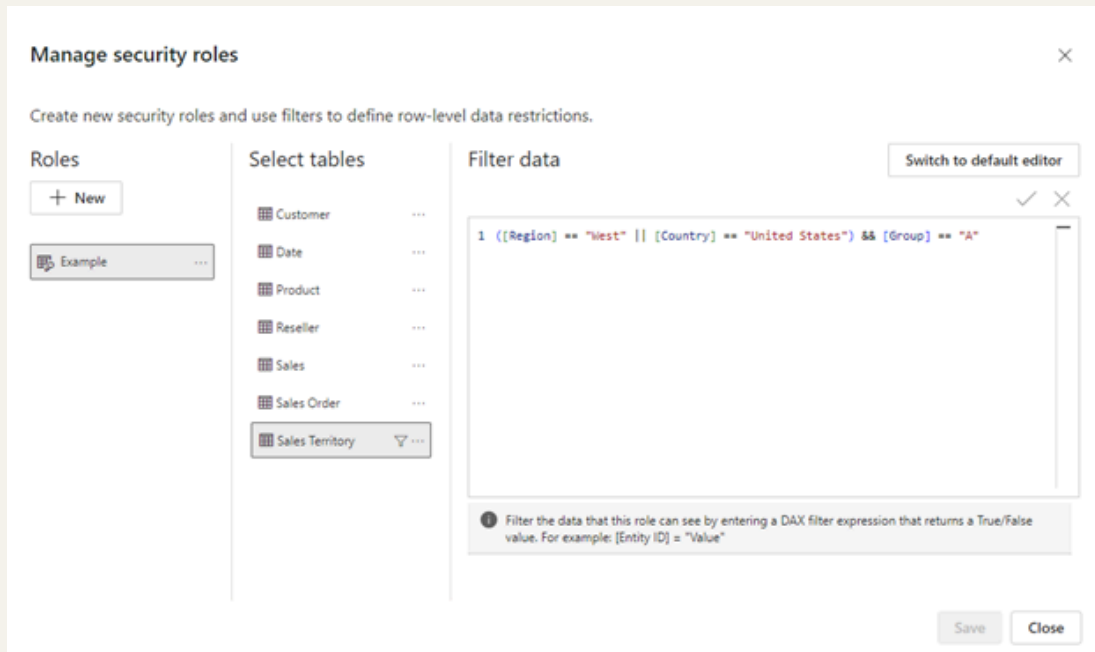 Manage security roles
Create new security roles and use filters to define row-level data restrictions.
Roles
+ New
Example
Select tables
Customer
Date
Product
Reseller
Sales
Sales Order
Sales Territory
Filter data
Switch to default editor
1 ([Region] == "West" || [Country] == "United States") && [Group] == "A"
Filter the data that this role can see by entering a DAX filter expression that returns a True/False
value. For example: [Entity ID] = "Value"
Save
Close